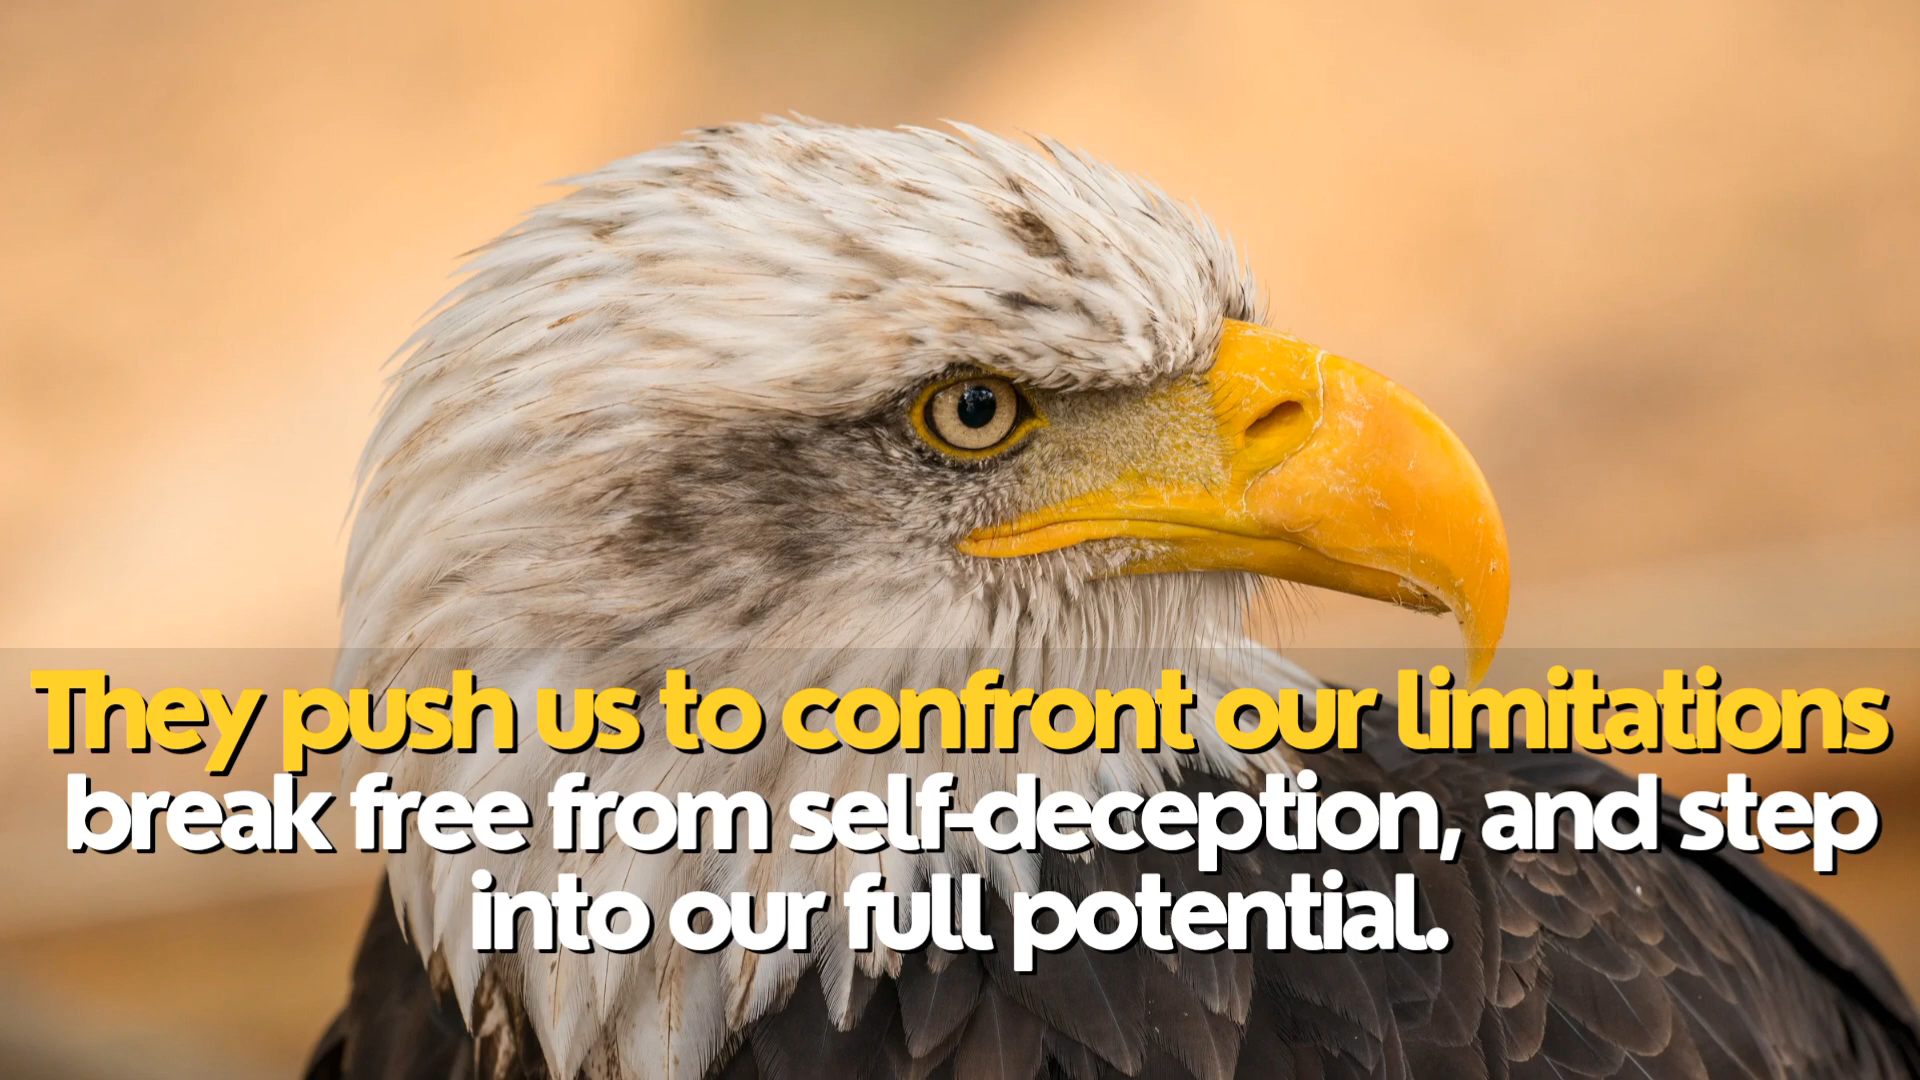 They push us to confront our limitations
break free from self-deception, and step
into our full potential.